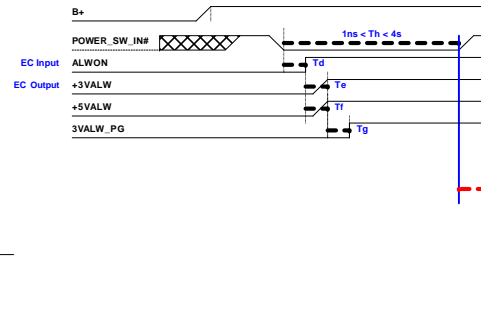 B+
POWER_SW_IN# 1ns < Th < 4s
EC Input ALWON Td
EC Output +3VALW Te
+5VALW Tf
3VALW_PG Tg